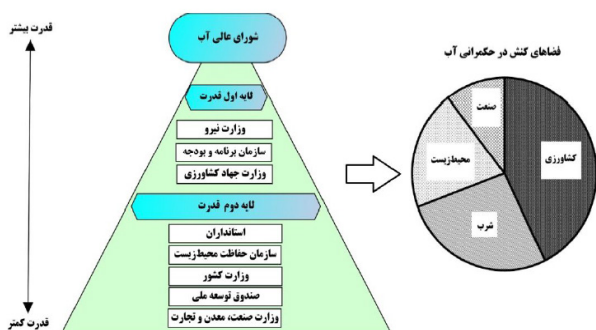 قدرت بیشتر
شورای عالی آب
لایه اول قدرت
وزارت نیرو
سازمان برنامه و بودجه
وزارت جهاد کشاورزی
لایه دوم قدرت
استانداران
سازمان حفاظت محیط‌زیست
وزارت کشور
صندوق توسعه ملی
وزارت صنعت، معدن و تجارت
قدرت کمتر
فضاهای کنش در حکمرانی آب
صنعت
کشاورزی
محیط‌زیست
شرب